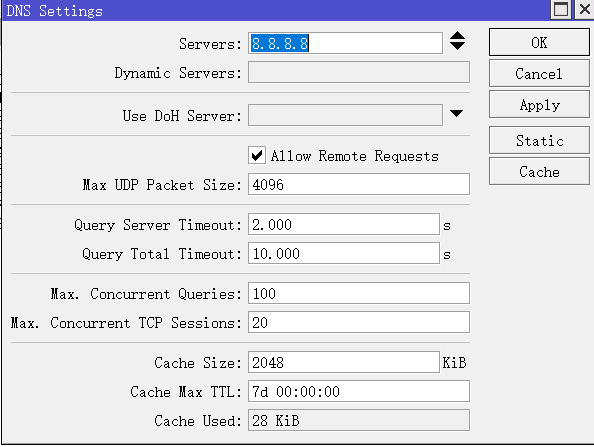 DNS Settings
Servers: 8.8.8.8
OK
Dynamic Servers:
Cancel
Apply
Use DoH Server:
Allow Remote Requests
Static
Max UDP Packet Size: 4096
Cache
Query Server Timeout: 2.000 s
Query Total Timeout: 10.000 s
Max. Concurrent Queries: 100
Max. Concurrent TCP Sessions: 20
Cache Size: 2048 KiB
Cache Max TTL: 7d 00:00:00
Cache Used: 28 KiB